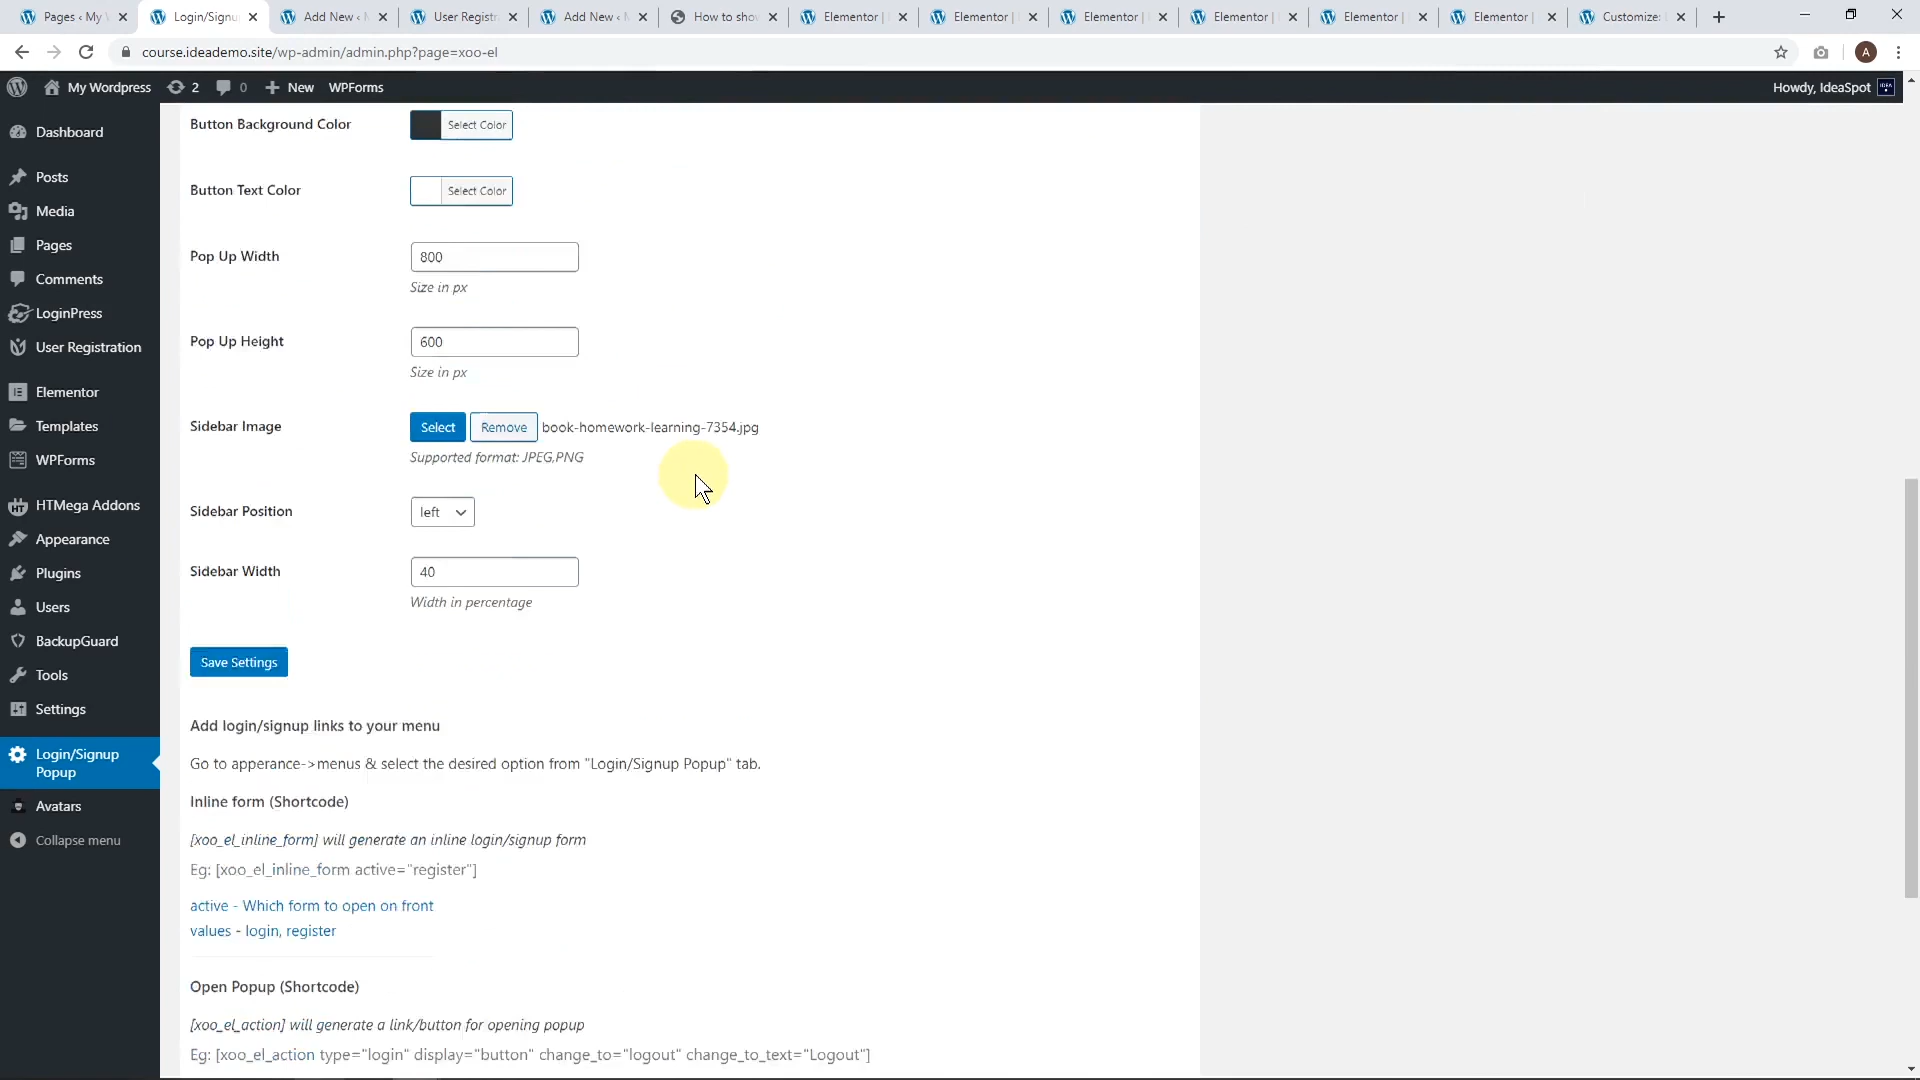 Pages ‹ My W
Login/Signu
Add New ‹ M
User Registr
Add New ‹ M
How to sho
Elementor |
Elementor |
Elementor |
Elementor |
Elementor |
Elementor |
Customize:
course.ideademo.site/wp-admin/admin.php?page=xoo-el
A
My Wordpress
2
0
New
WPForms
Howdy, IdeaSpot
Dashboard
Posts
Media
Pages
Comments
LoginPress
User Registration
Elementor
Templates
WPForms
HTMega Addons
Appearance
Plugins
Users
BackupGuard
Tools
Settings
Login/Signup
Popup
Avatars
Collapse menu
Button Background Color
Select Color
Button Text Color
Select Color
Pop Up Width
800
Size in px
Pop Up Height
600
Size in px
Sidebar Image
Select
Remove
book-homework-learning-7354.jpg
Supported format: JPEG,PNG
Sidebar Position
left
Sidebar Width
40
Width in percentage
Save Settings
Add login/signup links to your menu
Go to apperance->menus & select the desired option from "Login/Signup Popup" tab.
Inline form (Shortcode)
[xoo_el_inline_form] will generate an inline login/signup form
Eg: [xoo_el_inline_form active="register"]
active - Which form to open on front
values - login, register
Open Popup (Shortcode)
[xoo_el_action] will generate a link/button for opening popup
Eg: [xoo_el_action type="login" display="button" change_to="logout" change_to_text="Logout"]